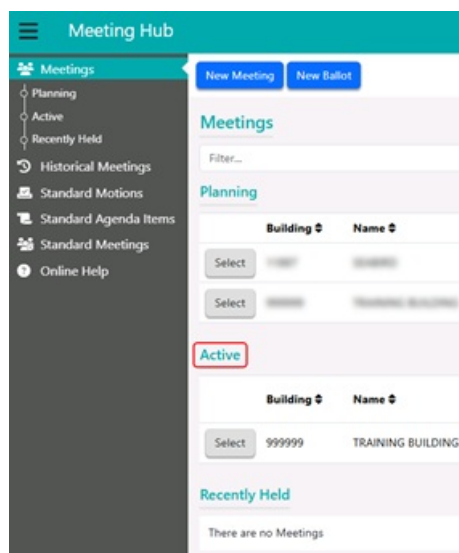 Meeting Hub
Meetings
Planning
Active
Recently Held
Historical Meetings
Standard Motions
Standard Agenda Items
Standard Meetings
Online Help
New Meeting New Ballot
Meetings
Filter...
Planning
Building Name
Select
Select
Active
Building Name
Select 999999 TRAINING BUILDING
Recently Held
There are no Meetings